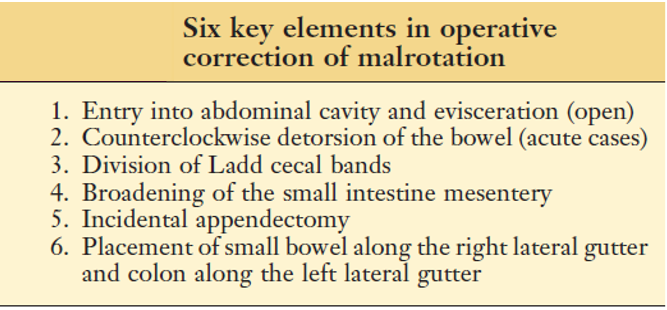 Six key elements in operative
correction of malrotation
1. Entry into abdominal cavity and evisceration (open)
2. Counterclockwise detorsion of the bowel (acute cases)
3. Division of Ladd cecal bands
4. Broadening of the small intestine mesentery
5. Incidental appendectomy
6. Placement of small bowel along the right lateral gutter
and colon along the left lateral gutter